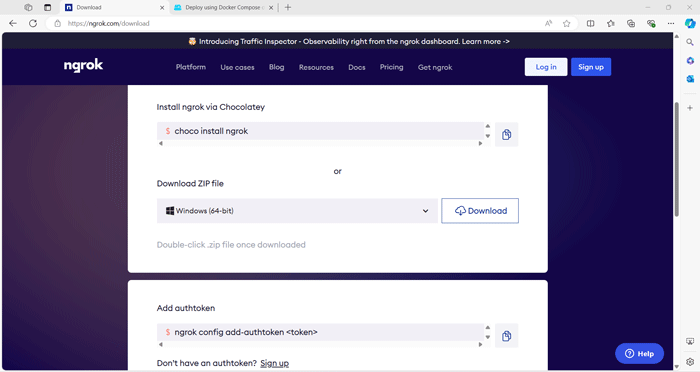 Download
Deploy using Docker Compose
https://ngrok.com/download
Introducing Traffic Inspector - Observability right from the ngrok dashboard. Learn more ->
ngrok
Platform Use cases Blog Resources Docs Pricing Get ngrok Log in Sign up
Install ngrok via Chocolatey
$ choco install ngrok
or
Download ZIP file
Windows (64-bit)
Download
Double-click .zip file once downloaded
Add authtoken
$ ngrok config add-authtoken <token>
Don't have an authtoken? Sign up
Help